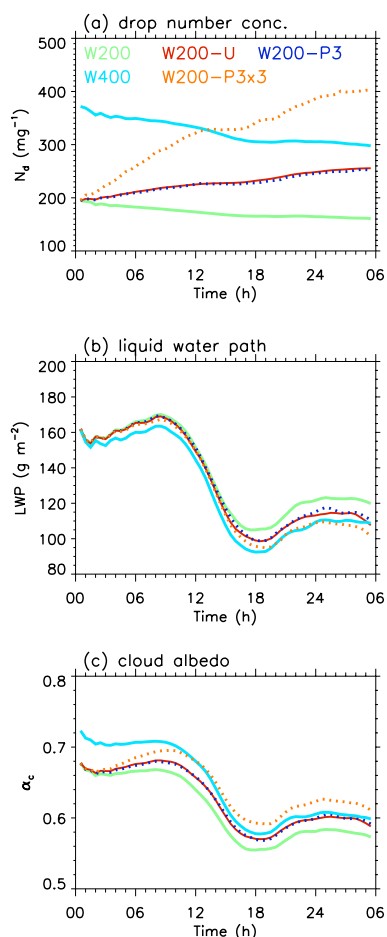 (a) drop number conc.
500
W200 W200-U W200-P3
W400 W200-P3x3
400
300
200
100
N_d (mg⁻¹)
00 06 12 18 24 06
Time (h)
(b) liquid water path
200
180
160
140
120
100
80
LWP (g m⁻²)
00 06 12 18 24 06
Time (h)
(c) cloud albedo
0.8
0.7
0.6
0.5
α_c
00 06 12 18 24 06
Time (h)